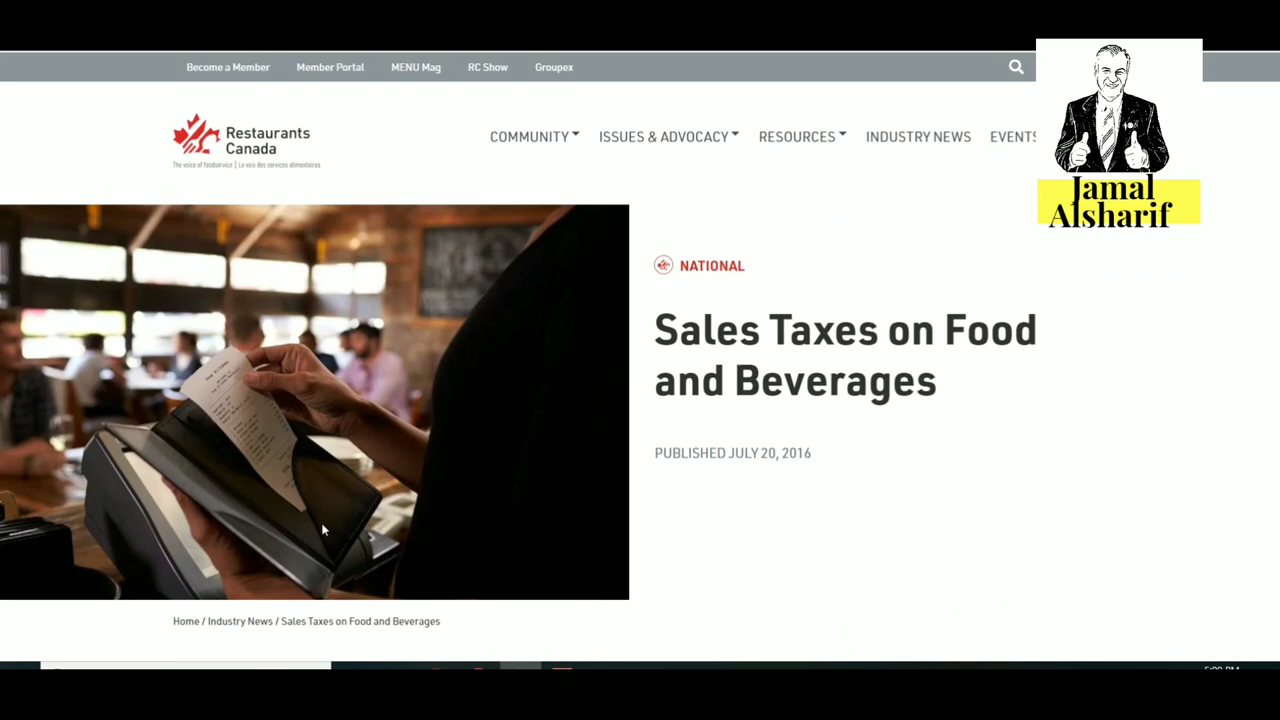 Become a Member Member Portal MENU Mag RC Show Groupex
Restaurants
Canada
The voice of foodservice | La voix des services alimentaires
COMMUNITY ISSUES & ADVOCACY RESOURCES INDUSTRY NEWS EVENTS
Jamal
Alsharif
NATIONAL
Sales Taxes on Food
and Beverages
PUBLISHED JULY 20, 2016
Home / Industry News / Sales Taxes on Food and Beverages